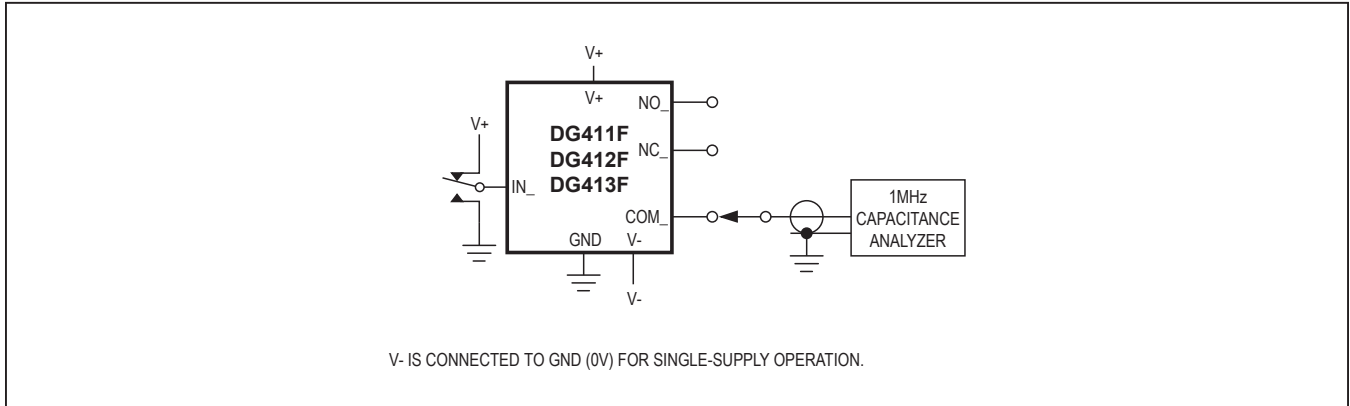 V+
V+
NO_
V+
DG411F
DG412F
DG413F
NC_
IN_
COM_
GND
V-
V-
1MHz
CAPACITANCE
ANALYZER
V- IS CONNECTED TO GND (0V) FOR SINGLE-SUPPLY OPERATION.